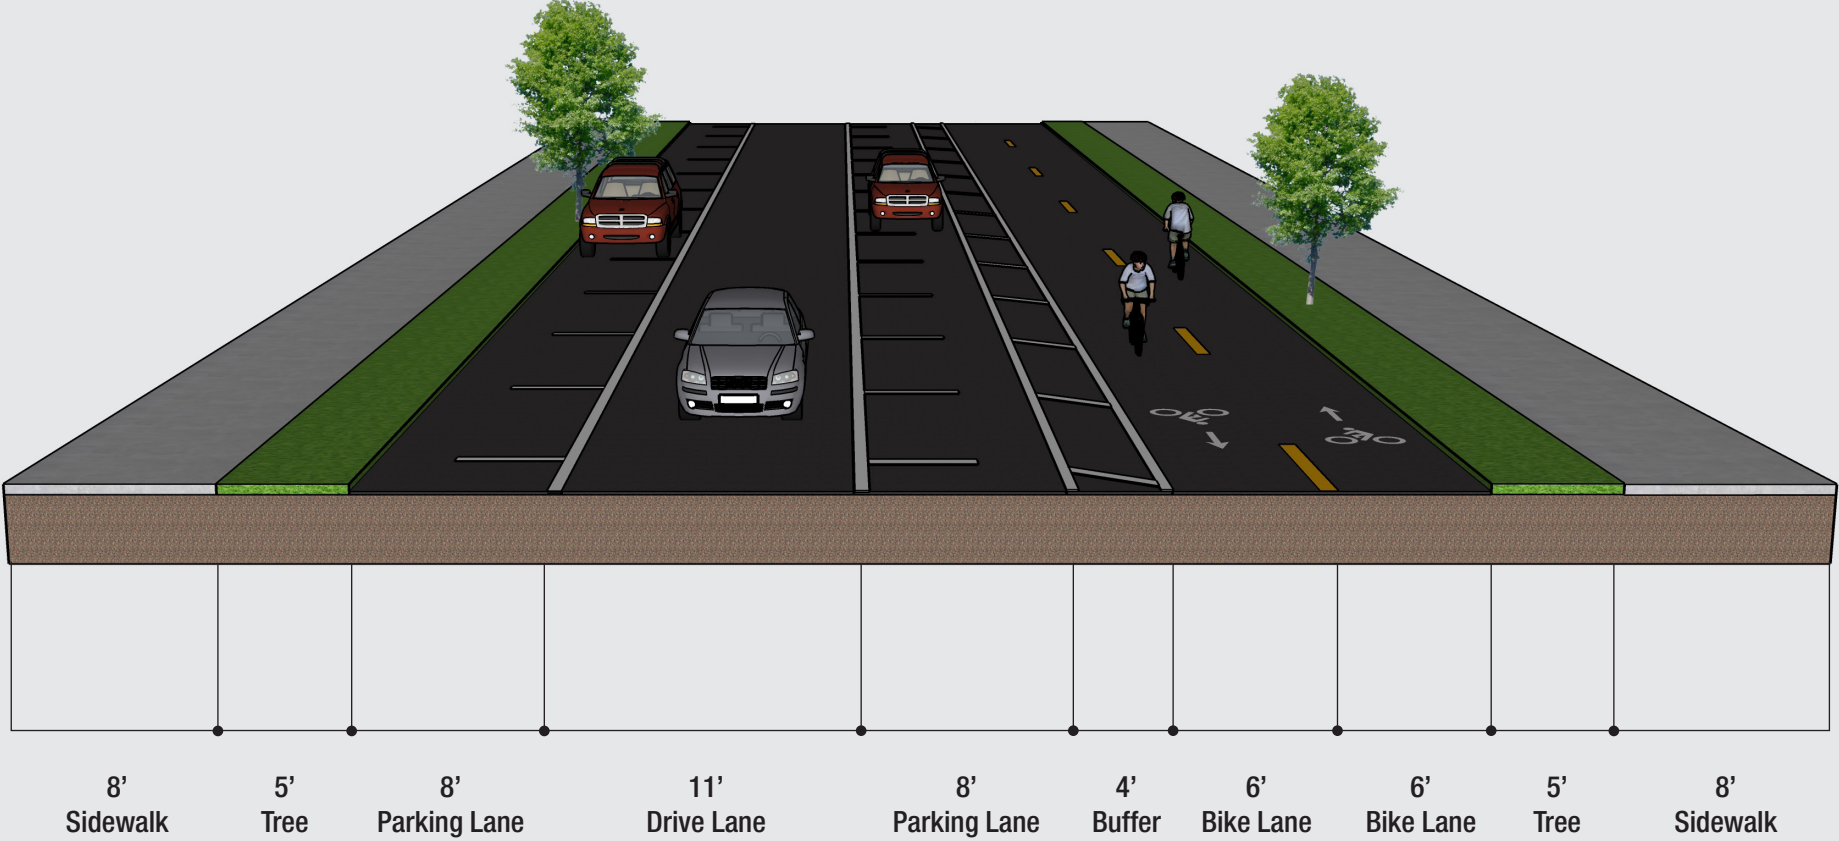 8’ 5’ 8’ 11’ 8’ 4’ 6’ 6’ 5’ 8’
Sidewalk Tree Parking Lane Drive Lane Parking Lane Buffer Bike Lane Bike Lane Tree Sidewalk